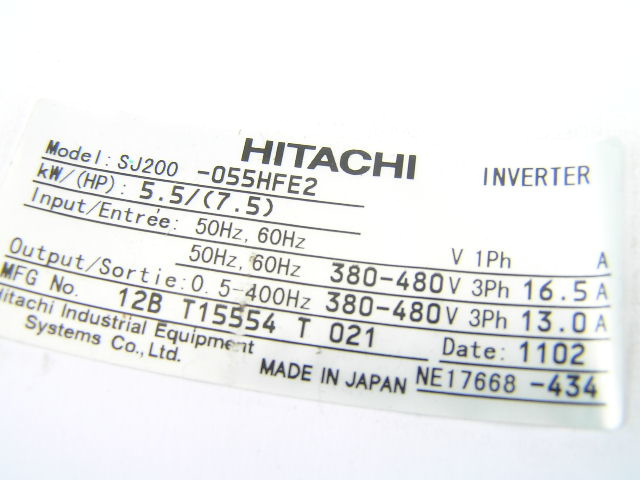 HITACHI INVERTER
Model: SJ200 -055HFE2
kW/(HP): 5.5/(7.5)
Input/Entrée: 50Hz, 60Hz V 1Ph A
50Hz, 60Hz 380-480 V 3Ph 16.5 A
Output/Sortie: 0.5-400Hz 380-480 V 3Ph 13.0 A
MFG No. 12B T15554 T 021 Date: 1102
Hitachi Industrial Equipment
Systems Co., Ltd. MADE IN JAPAN NE17668 -434